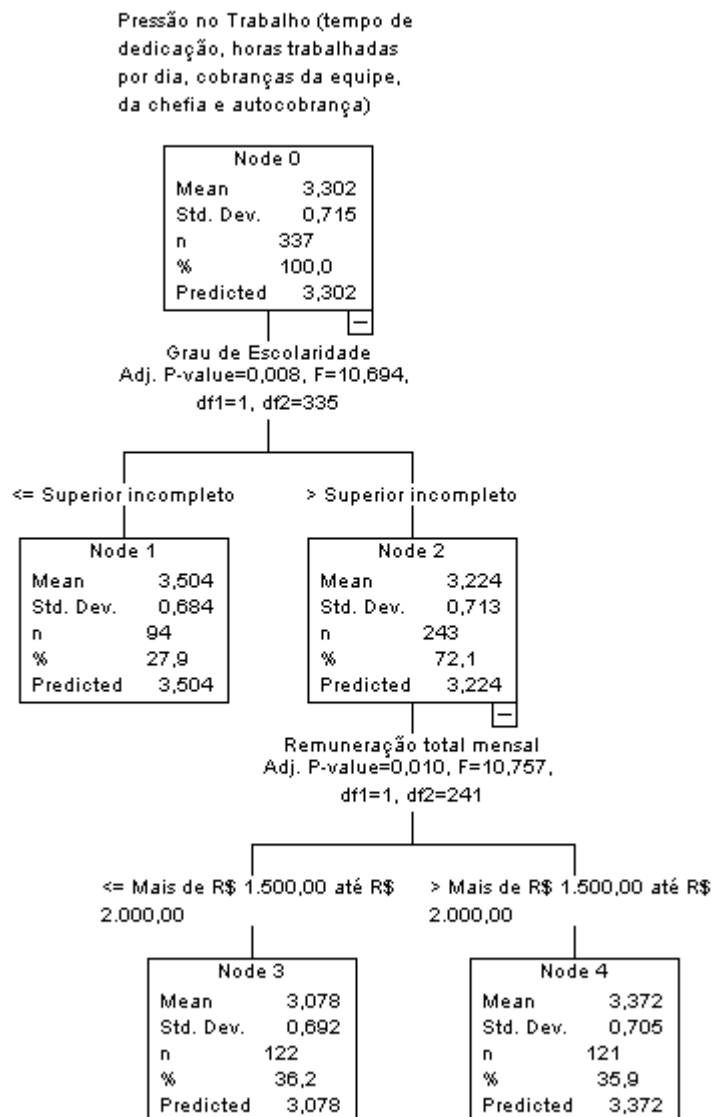 Pressão no Trabalho (tempo de
dedicação, horas trabalhadas
por dia, cobranças da equipe,
da chefia e autocobrança)
Node 0
Mean 3,302
Std. Dev. 0,715
n 337
% 100,0
Predicted 3,302
Grau de Escolaridade
Adj. P-value=0,008, F=10,694,
df1=1, df2=335
<= Superior incompleto
> Superior incompleto
Node 1
Mean 3,504
Std. Dev. 0,684
n 94
% 27,9
Predicted 3,504
Node 2
Mean 3,224
Std. Dev. 0,713
n 243
% 72,1
Predicted 3,224
Remuneração total mensal
Adj. P-value=0,010, F=10,757,
df1=1, df2=241
<= Mais de R$ 1.500,00 até R$
2.000,00
> Mais de R$ 1.500,00 até R$
2.000,00
Node 3
Mean 3,078
Std. Dev. 0,692
n 122
% 36,2
Predicted 3,078
Node 4
Mean 3,372
Std. Dev. 0,705
n 121
% 35,9
Predicted 3,372